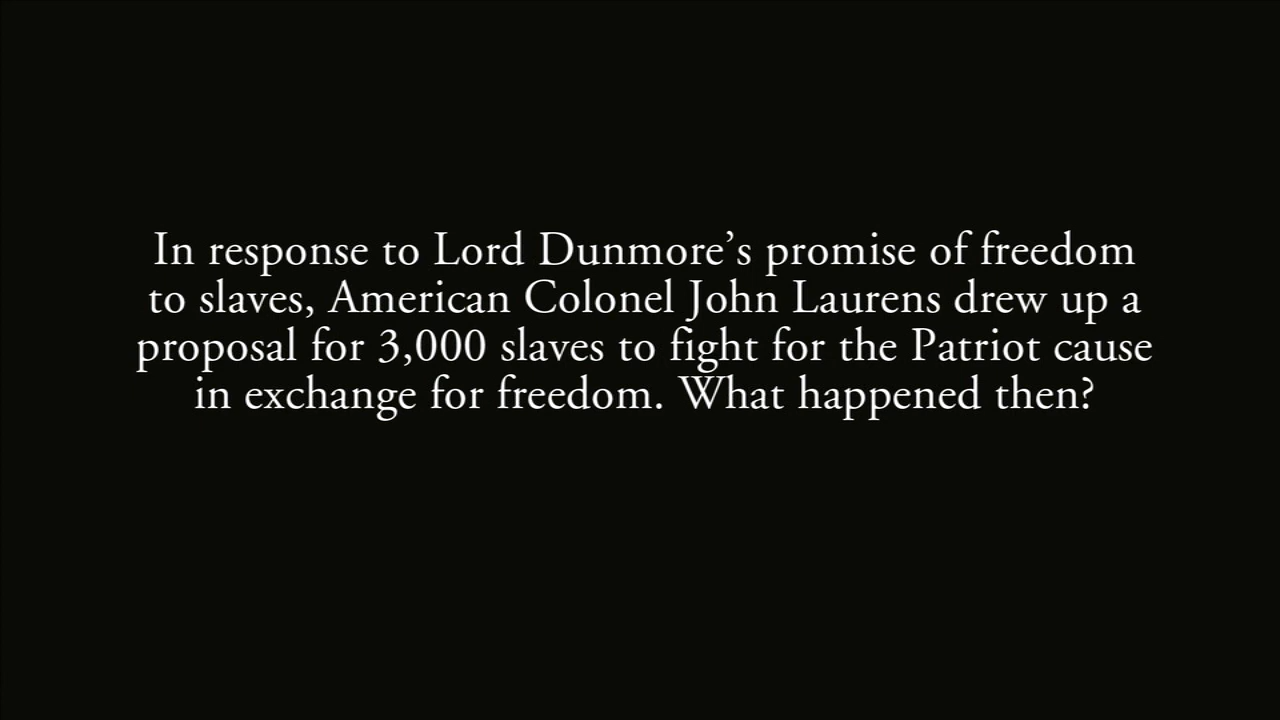 In response to Lord Dunmore’s promise of freedom
to slaves, American Colonel John Laurens drew up a
proposal for 3,000 slaves to fight for the Patriot cause
in exchange for freedom. What happened then?